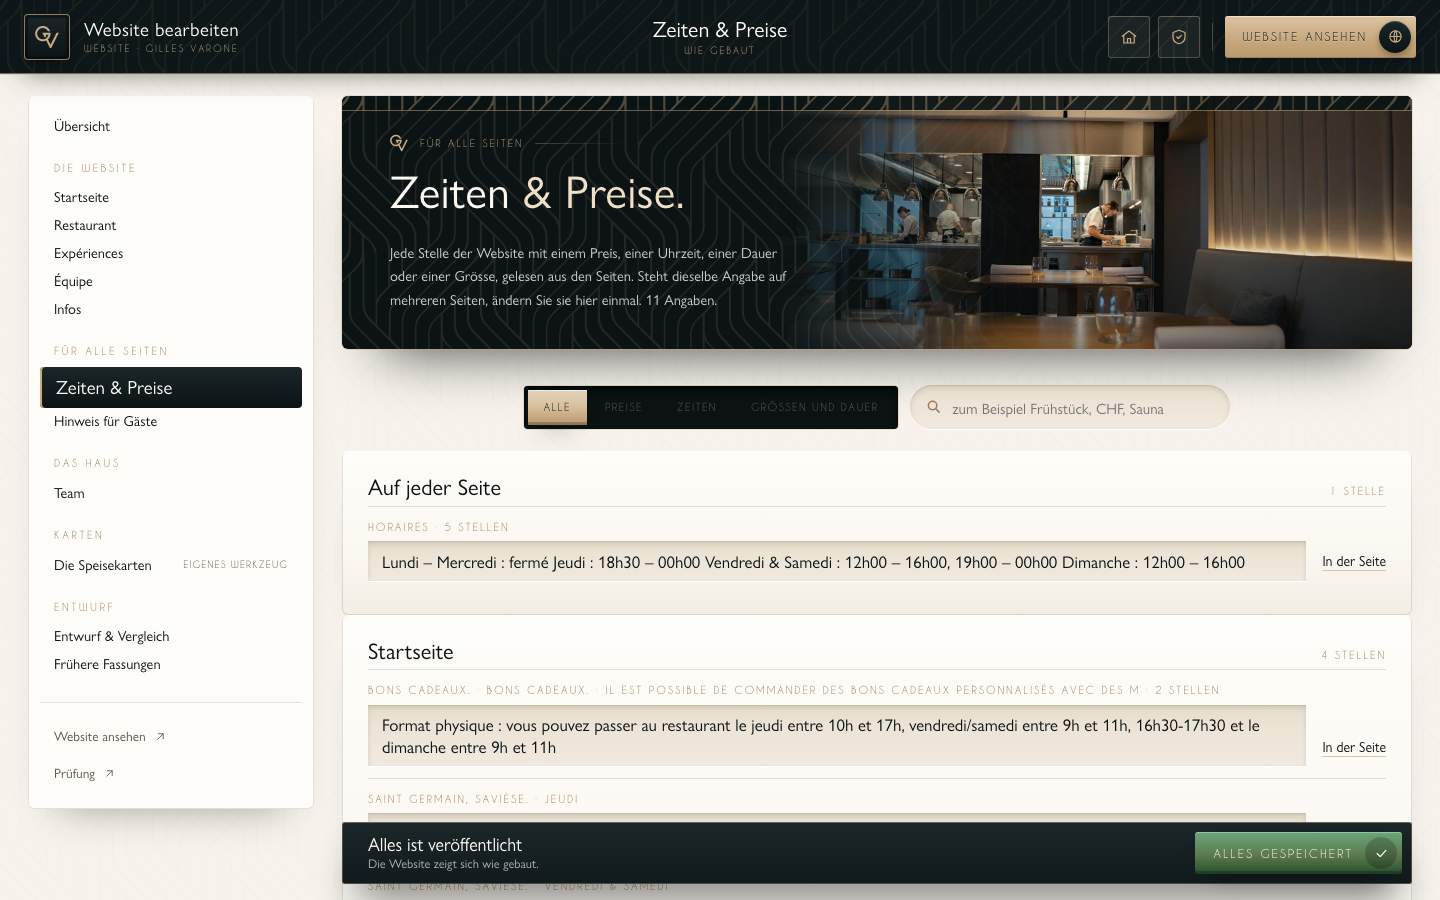 Website bearbeiten
WEBSITE · GILLES VARONE
Zeiten & Preise
WIE GEBAUT
WEBSITE ANSEHEN
Übersicht
DIE WEBSITE
Startseite
Restaurant
Expériences
Équipe
Infos
FÜR ALLE SEITEN
Zeiten & Preise
Hinweis für Gäste
DAS HAUS
Team
KARTEN
Die Speisekarten
EIGENES WERKZEUG
ENTWURF
Entwurf & Vergleich
Frühere Fassungen
Website ansehen
Prüfung
FÜR ALLE SEITEN
Zeiten & Preise.
Jede Stelle der Website mit einem Preis, einer Uhrzeit, einer Dauer
oder einer Grösse, gelesen aus den Seiten. Steht dieselbe Angabe auf
mehreren Seiten, ändern Sie sie hier einmal. 11 Angaben.
ALLE
PREISE
ZEITEN
GRÖSSEN UND DAUER
zum Beispiel Frühstück, CHF, Sauna
Auf jeder Seite
1 STELLE
HORAIRES · 5 STELLEN
Lundi – Mercredi : fermé Jeudi : 18h30 – 00h00 Vendredi & Samedi : 12h00 – 16h00, 19h00 – 00h00 Dimanche : 12h00 – 16h00
In der Seite
Startseite
4 STELLEN
BONS CADEAUX. · BONS CADEAUX. · IL EST POSSIBLE DE COMMANDER DES BONS CADEAUX PERSONNALISÉS AVEC DES M · 2 STELLEN
Format physique : vous pouvez passer au restaurant le jeudi entre 10h et 17h, vendredi/samedi entre 9h et 11h, 16h30-17h30 et le
dimanche entre 9h et 11h
In der Seite
SAINT GERMAIN, SAVIÈSE. · JEUDI
Alles ist veröffentlicht
Die Website zeigt sich wie gebaut.
ALLES GESPEICHERT
SAINT GERMAIN, SAVIÈSE. · VENDREDI & SAMEDI